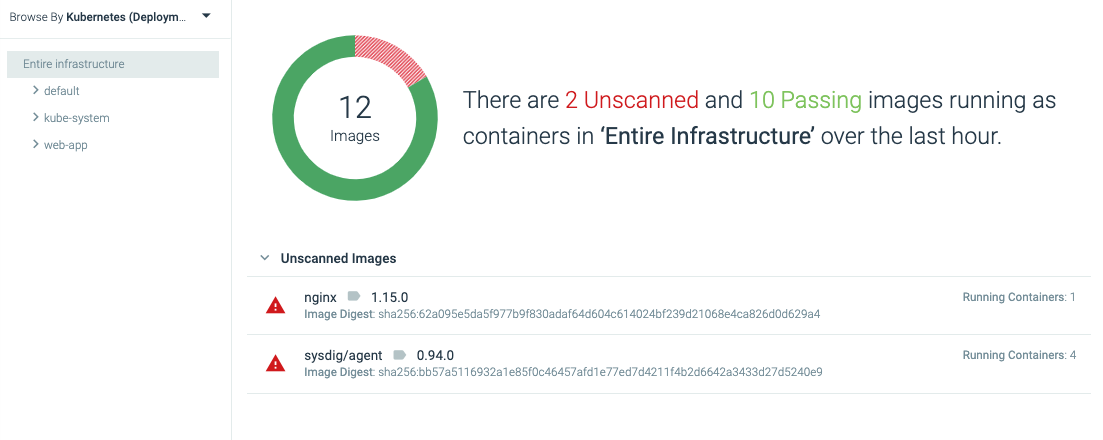 Browse By Kubernetes (Deploym...
Entire infrastructure
default
kube-system
web-app
12
Images
There are 2 Unscanned and 10 Passing images running as
containers in ‘Entire Infrastructure’ over the last hour.
Unscanned Images
nginx 1.15.0
Running Containers: 1
Image Digest: sha256:62a095e5da5f977b9f830adaf64d604c614024bf239d21068e4ca826d0d629a4
sysdig/agent 0.94.0
Running Containers: 4
Image Digest: sha256:bb57a5116932a1e85f0c46457afd1e77ed7d4211f4b2d6642a3433d27d5240e9